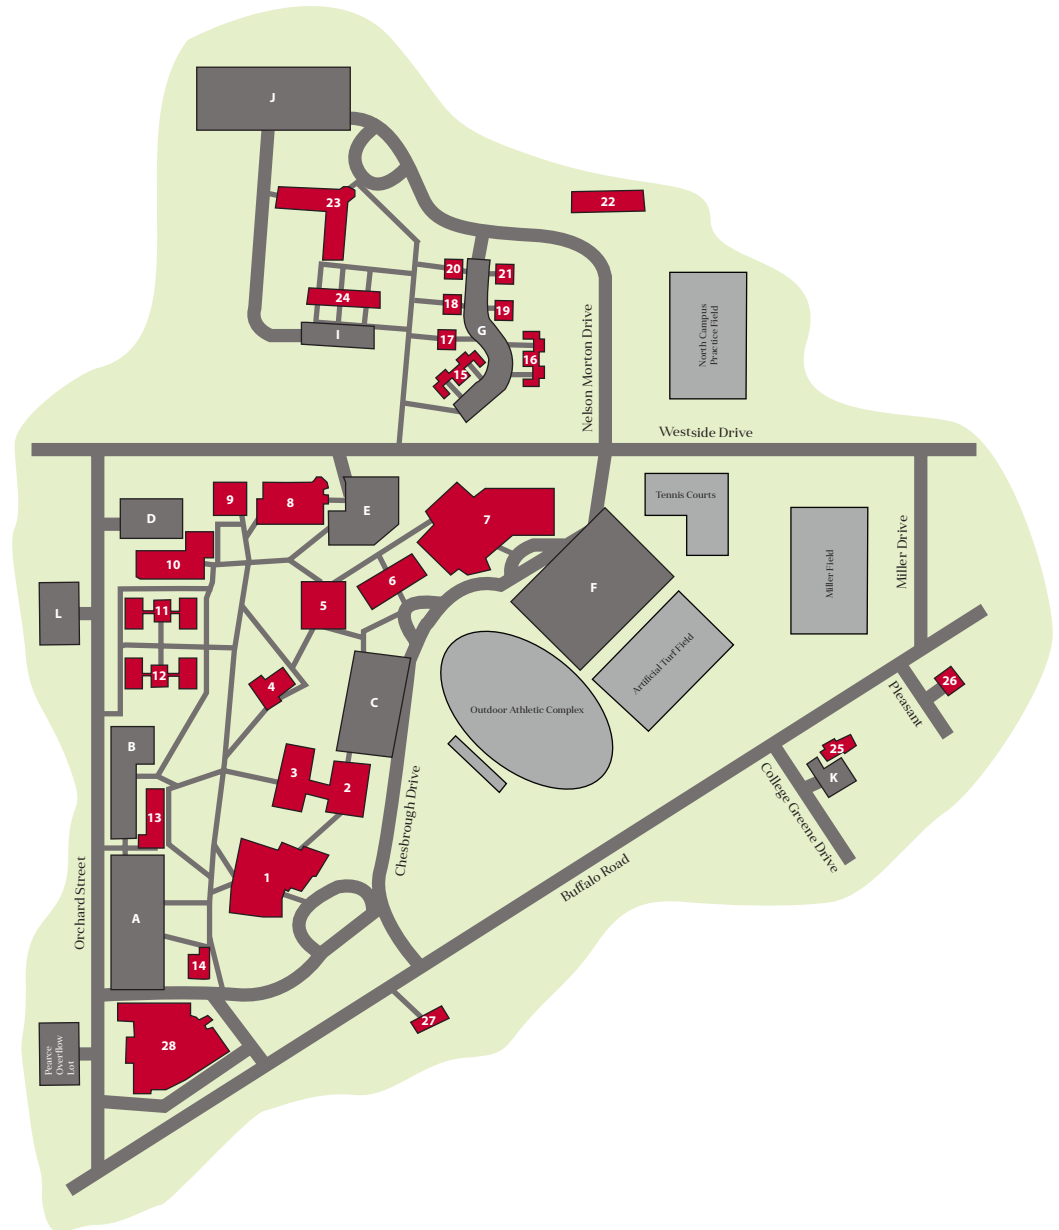 J
23
22
20
21
24
18
19
G
I
17
16
15
North Campus
Practice Field
Nelson Morton Drive
Westside Drive
9
8
E
D
7
Tennis Courts
10
6
F
Miller Field
Miller Drive
L
11
5
12
4
C
Artificial Turf Field
Outdoor Athletic Complex
26
Pleasant
B
3
2
25
K
13
Chesbrough Drive
College Greene Drive
1
Buffalo Road
Orchard Street
A
14
27
28
Pearce
Overflow
Lot